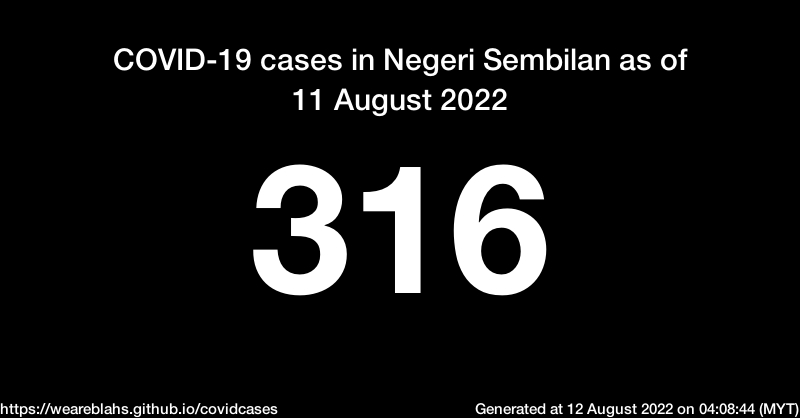 COVID-19 cases in Negeri Sembilan as of
11 August 2022
316
https://weareblahs.github.io/covidcases
Generated at 12 August 2022 on 04:08:44 (MYT)